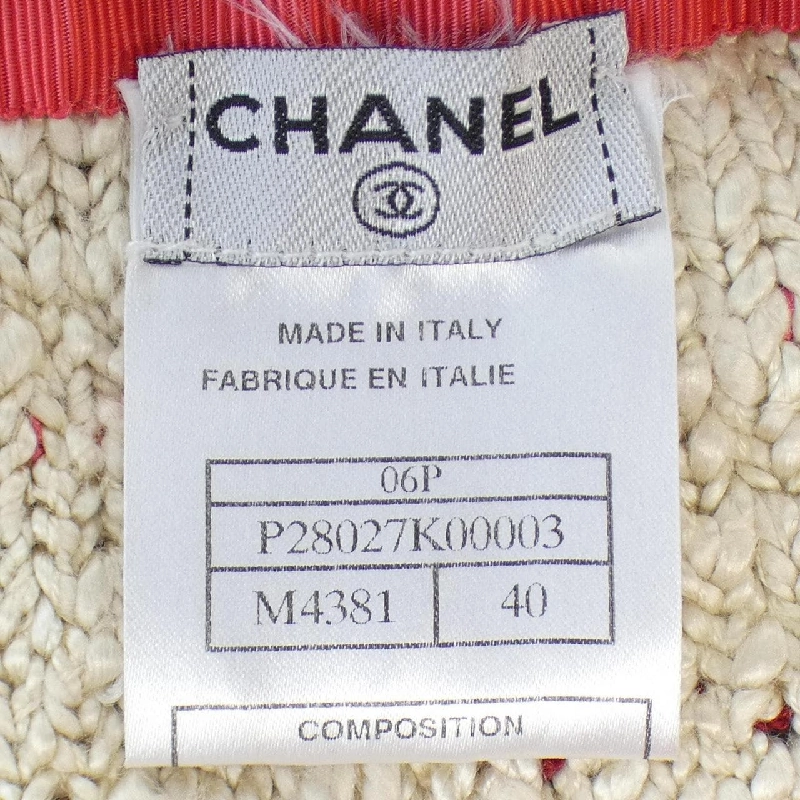 CHANEL
MADE IN ITALY
FABRIQUE EN ITALIE
06P
P28027K00003
M4381 40
COMPOSITION